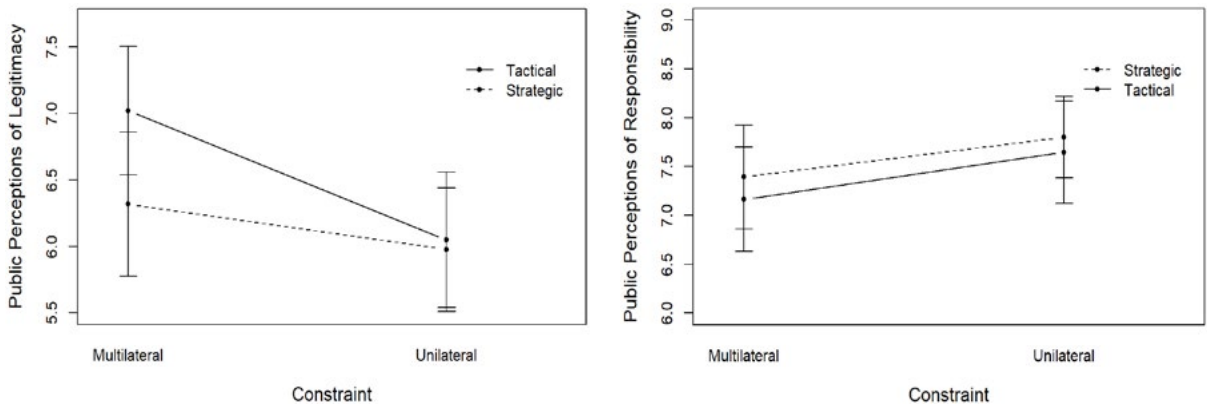 Public Perceptions of Legitimacy
7.5
7.0
6.5
6.0
5.5
Tactical
Strategic
Multilateral
Unilateral
Constraint
Public Perceptions of Responsibility
9.0
8.5
8.0
7.5
7.0
6.5
6.0
Strategic
Tactical
Multilateral
Unilateral
Constraint